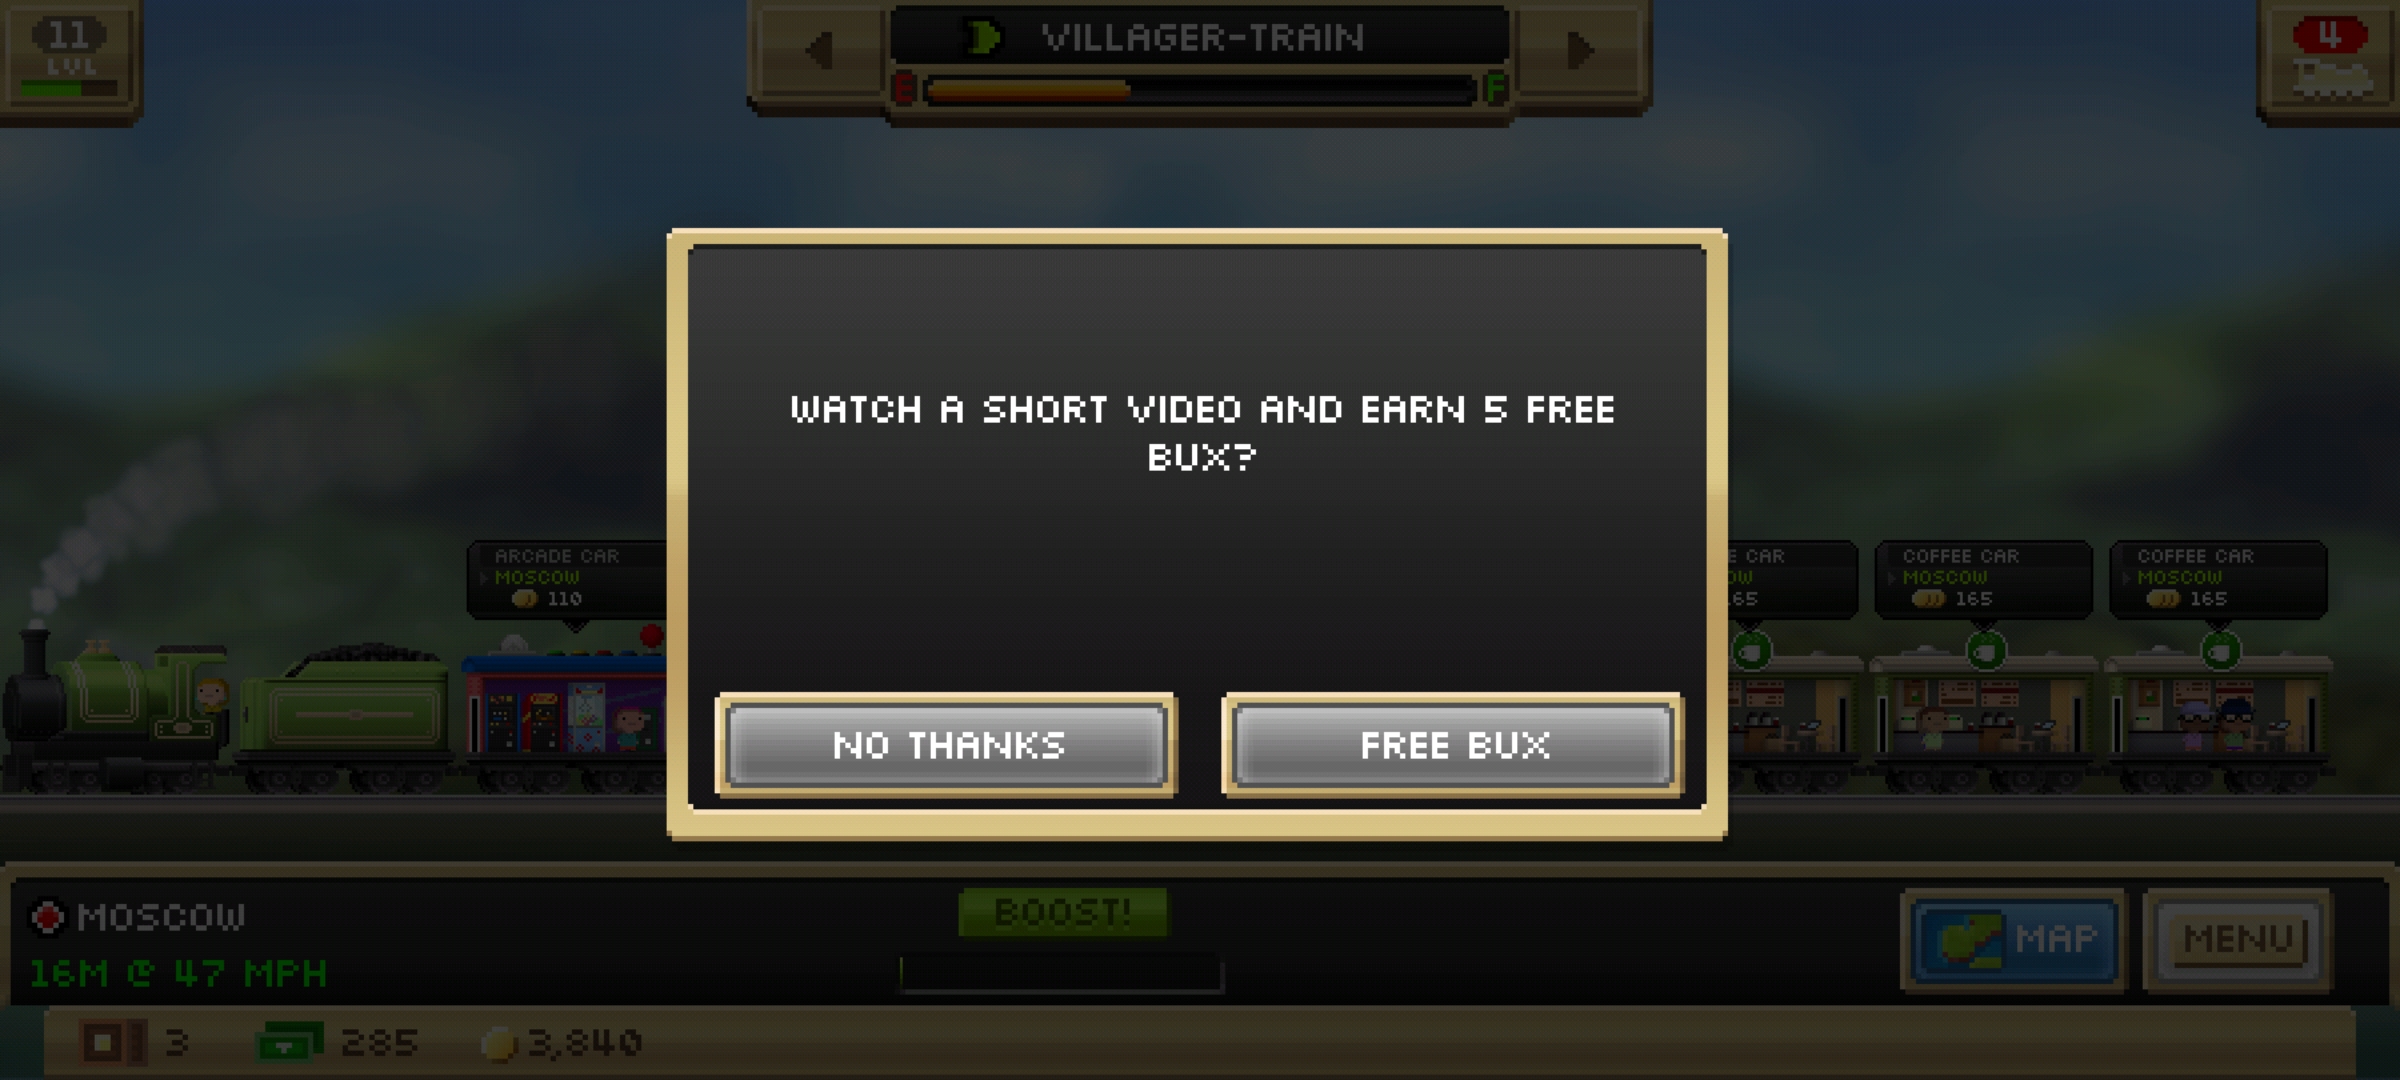 11
LVL
VILLAGER-TRAIN
E F
4
WATCH A SHORT VIDEO AND EARN 5 FREE
BUX?
NO THANKS
FREE BUX
ARCADE CAR
MOSCOW
110
E CAR
OW
65
COFFEE CAR
MOSCOW
165
COFFEE CAR
MOSCOW
165
MOSCOW
16M @ 47 MPH
BOOST!
MAP
MENU
3
285
3,840